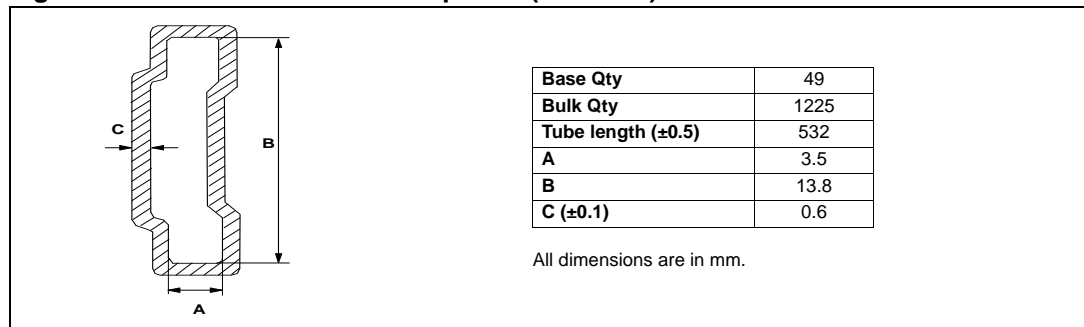 C
B
A
Base Qty 49
Bulk Qty 1225
Tube length (±0.5) 532
A 3.5
B 13.8
C (±0.1) 0.6
All dimensions are in mm.